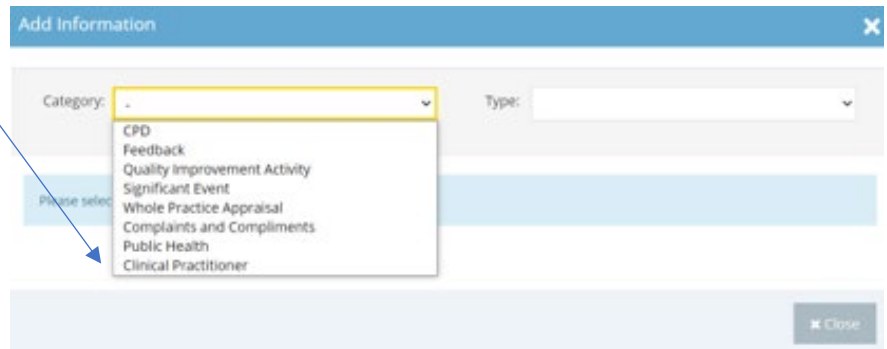 Add Information
Category: . Type:
CPD
Feedback
Quality Improvement Activity
Significant Event
Please selec
Whole Practice Appraisal
Complaints and Compliments
Public Health
Clinical Practitioner
× Close